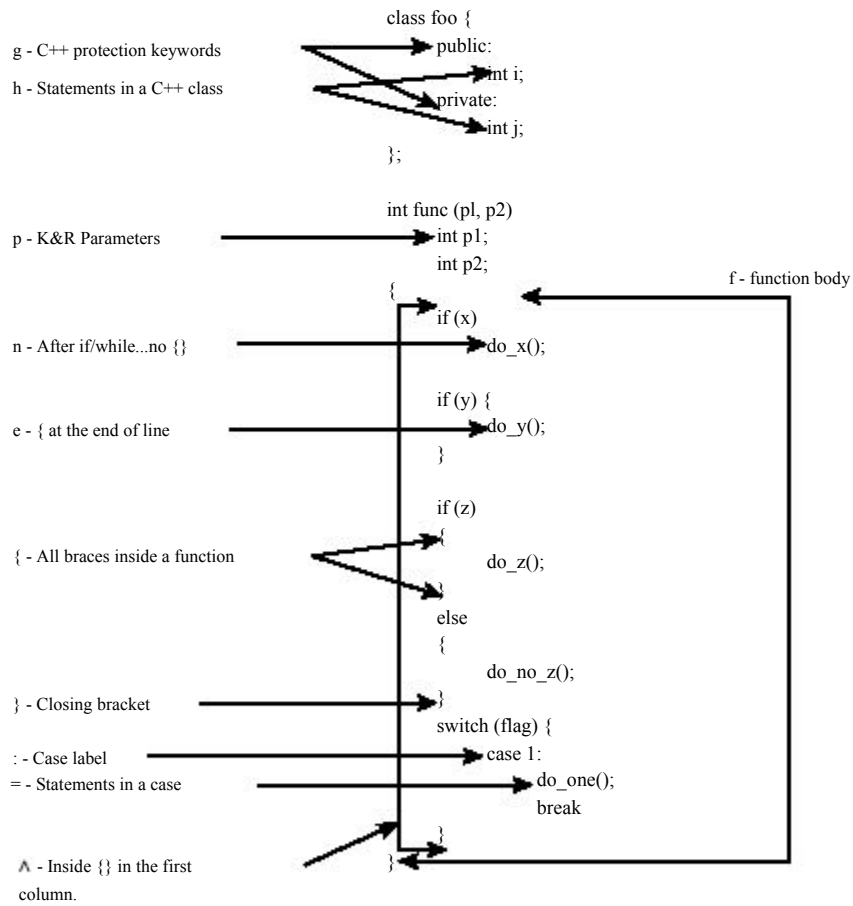 class foo {
g - C++ protection keywords
public:
h - Statements in a C++ class
int i;
private:
int j;
};
int func (pl, p2)
p - K&R Parameters
int p1;
int p2;
f - function body
{
if (x)
n - After if/while...no {}
do_x();
if (y) {
e - { at the end of line
do_y();
}
if (z)
{
{ - All braces inside a function
do_z();
}
else
{
do_no_z();
} - Closing bracket
}
switch (flag) {
: - Case label
case 1:
= - Statements in a case
do_one();
break
}
^ - Inside {} in the first
}
column.